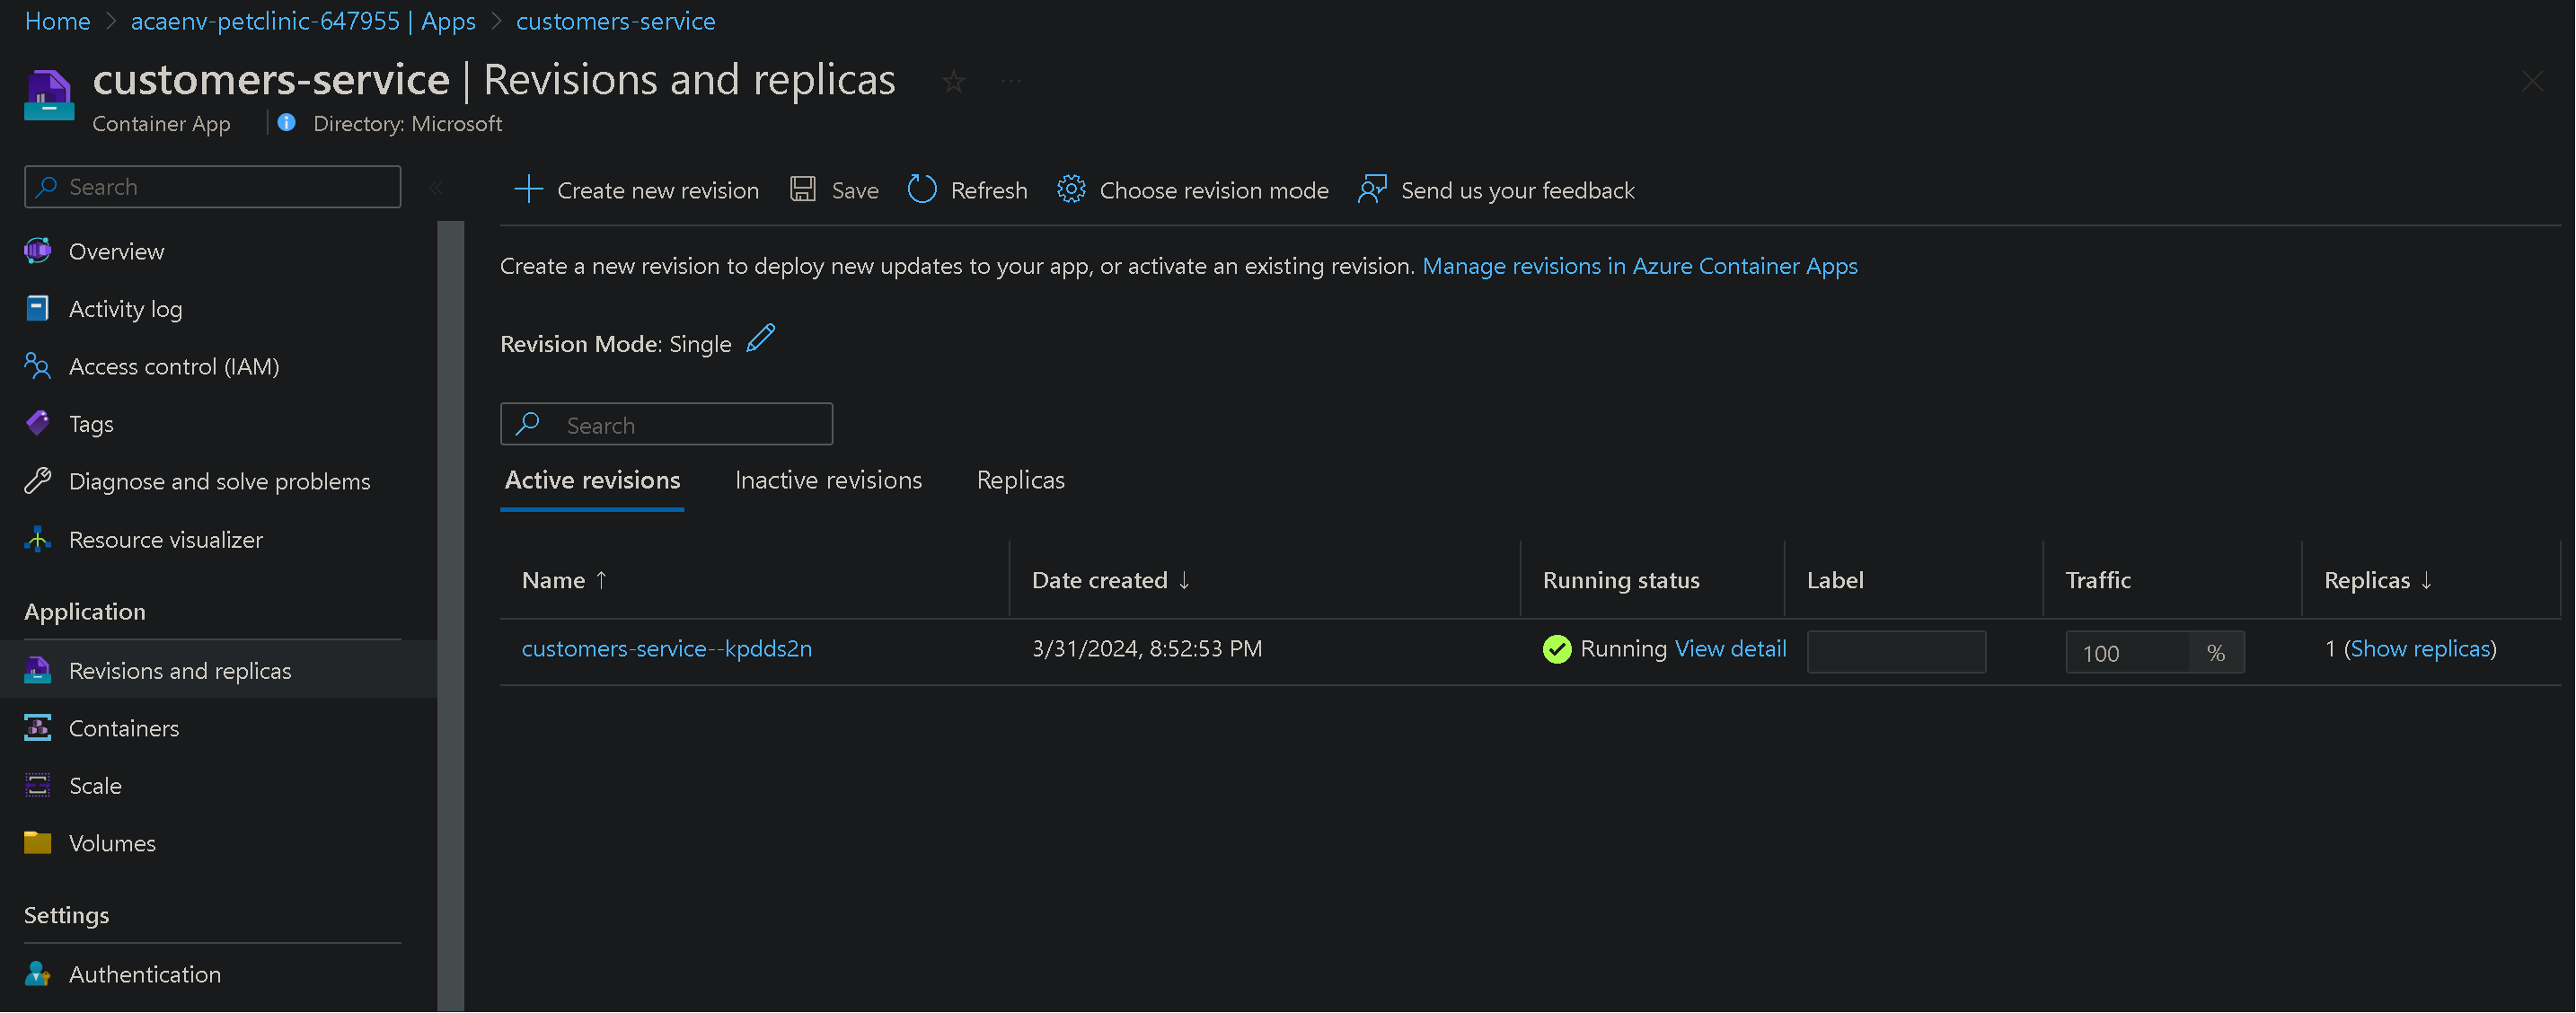 Home > acaenv-petclinic-647955 | Apps > customers-service
customers-service | Revisions and replicas
Container App | Directory: Microsoft
Search
Create new revision Save Refresh Choose revision mode Send us your feedback
Overview
Activity log
Access control (IAM)
Tags
Diagnose and solve problems
Resource visualizer
Application
Revisions and replicas
Containers
Scale
Volumes
Settings
Authentication
Create a new revision to deploy new updates to your app, or activate an existing revision. Manage revisions in Azure Container Apps
Revision Mode: Single
Search
Active revisions Inactive revisions Replicas
Name ↑ Date created ↓ Running status Label Traffic Replicas ↓
customers-service--kpdds2n 3/31/2024, 8:52:53 PM Running View detail 100 % 1 (Show replicas)